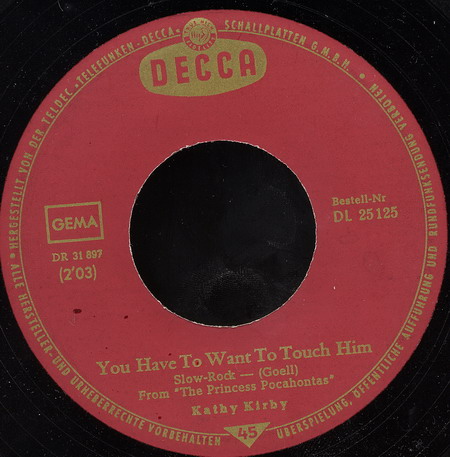 HERGESTELLT VON DER TELDEC „TELEFUNKEN-DECCA" SCHALLPLATTEN G.M.B.H.
DECCA
GEMA
DR 31 897
(2'03)
Bestell-Nr
DL 25125
You Have To Want To Touch Him
Slow-Rock — (Goell)
From "The Princess Pocahontas"
Kathy Kirby
45
ALLE HERSTELLER- UND URHEBERRECHTE VORBEHALTEN
ÜBERSPIELUNG, ÖFFENTLICHE AUFFÜHRUNG UND RUNDFUNKSENDUNG VERBOTEN